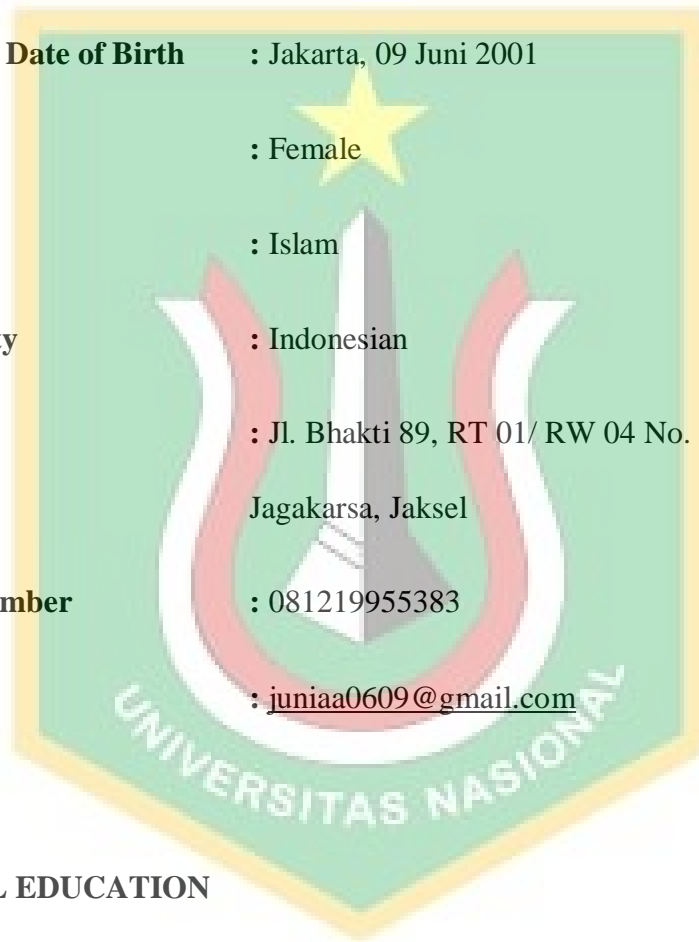 Date of Birth : Jakarta, 09 Juni 2001
: Female
: Islam
: Indonesian
: Jl. Bhakti 89, RT 01/ RW 04 No.
Jagakarsa, Jaksel
: 081219955383
: juniaa0609@gmail.com
UNIVERSITAS NASIONAL
EDUCATION